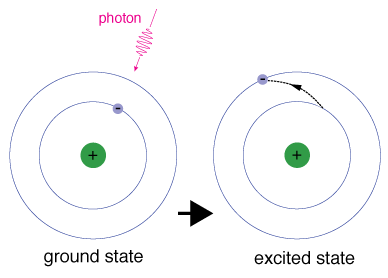 photon
-
+
-
+
ground state
excited state